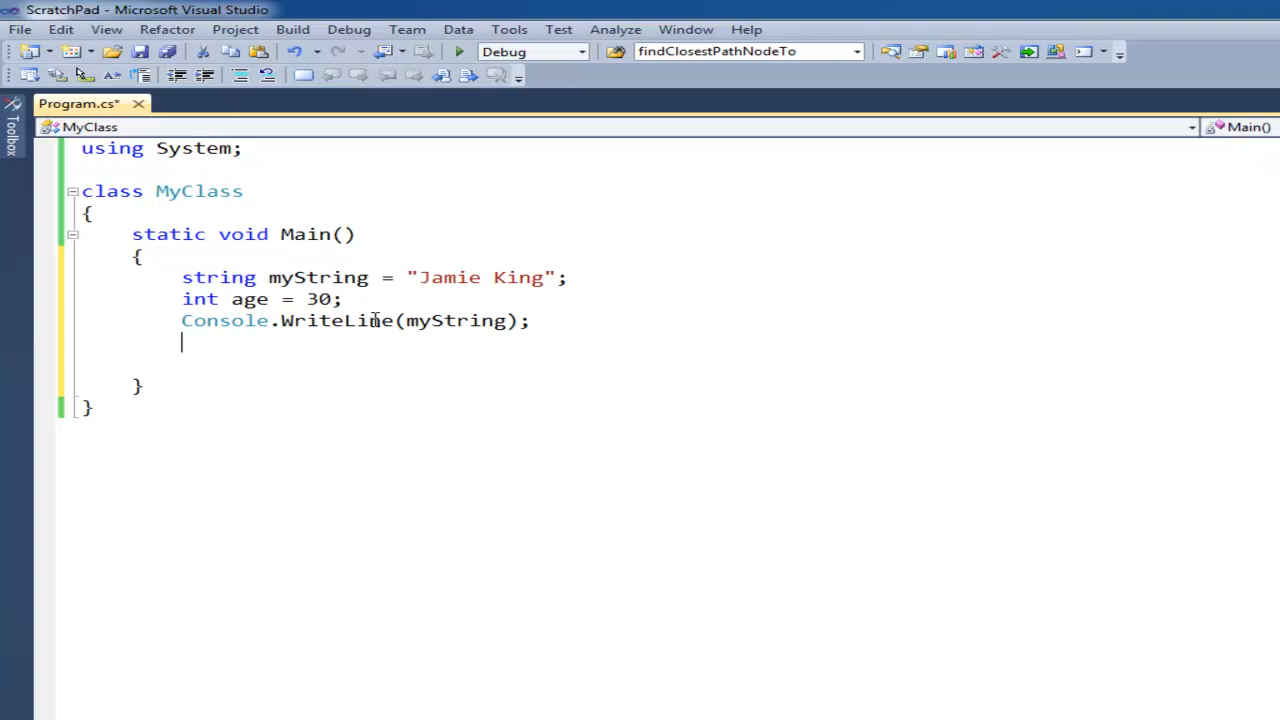 ScratchPad - Microsoft Visual Studio
File Edit View Refactor Project Build Debug Team Data Tools Test Analyze Window Help
Debug findClosestPathNodeTo
Toolbox
Program.cs*
MyClass Main()
using System;
class MyClass
{
static void Main()
{
string myString = "Jamie King";
int age = 30;
Console.WriteLine(myString);
}
}